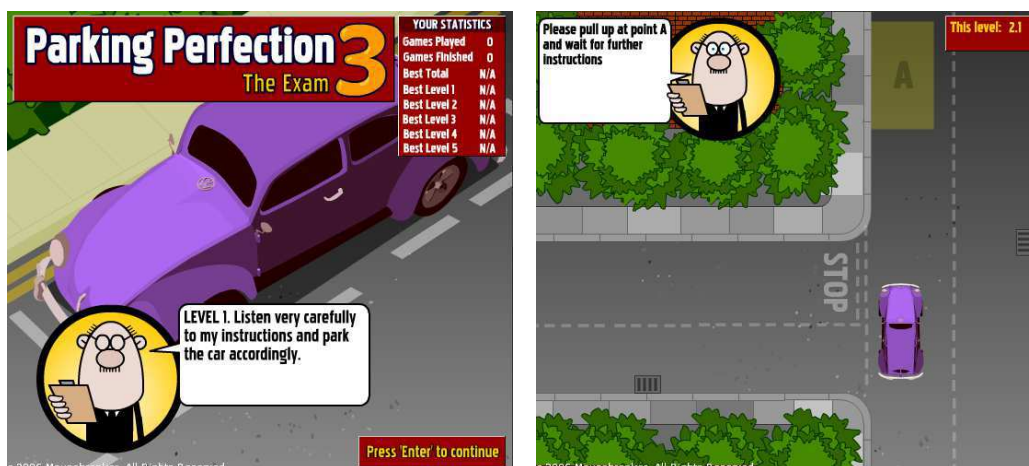 Parking Perfection 3
The Exam
YOUR STATISTICS
Games Played 0
Games Finished 0
Best Total N/A
Best Level 1 N/A
Best Level 2 N/A
Best Level 3 N/A
Best Level 4 N/A
Best Level 5 N/A
LEVEL 1. Listen very carefully
to my instructions and park
the car accordingly.
Press 'Enter' to continue
Please pull up at point A
and wait for further
instructions
This level: 2.1
A
STOP